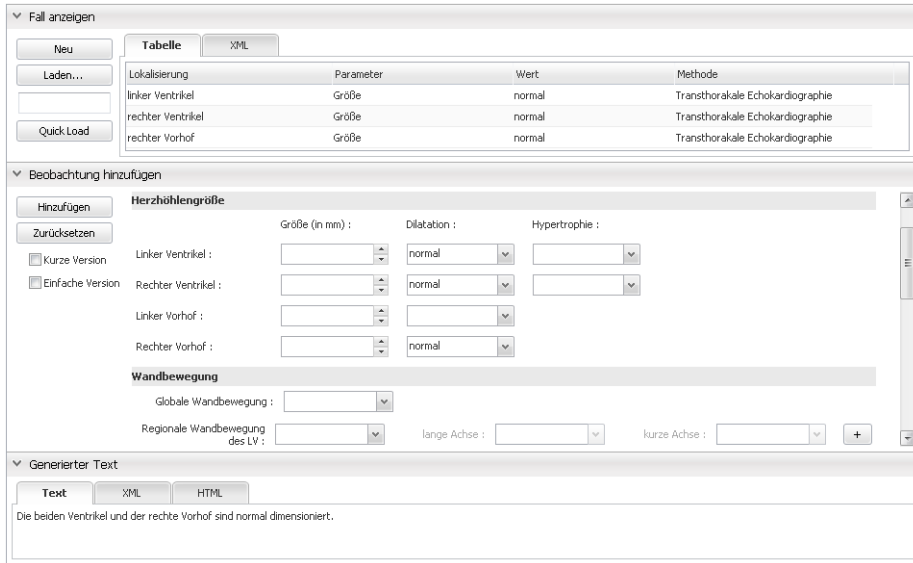 Fall anzeigen
Neu
Laden...
Quick Load
Tabelle XML
Lokalisierung Parameter Wert Methode
linker Ventrikel Größe normal Transthorakale Echokardiographie
rechter Ventrikel Größe normal Transthorakale Echokardiographie
rechter Vorhof Größe normal Transthorakale Echokardiographie
Beobachtung hinzufügen
Hinzufügen
Zurücksetzen
Kurze Version
Einfache Version
Herzhöhlengröße
Größe (in mm) : Dilatation : Hypertrophie :
Linker Ventrikel : normal
Rechter Ventrikel : normal
Linker Vorhof :
Rechter Vorhof : normal
Wandbewegung
Globale Wandbewegung :
Regionale Wandbewegung
des LV : lange Achse : kurze Achse : +
Generierter Text
Text XML HTML
Die beiden Ventrikel und der rechte Vorhof sind normal dimensioniert.